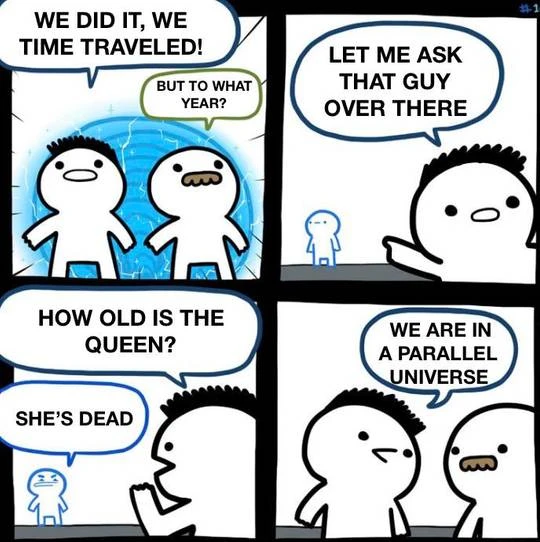 WE DID IT, WE
TIME TRAVELED!
BUT TO WHAT
YEAR?
#1
LET ME ASK
THAT GUY
OVER THERE
HOW OLD IS THE
QUEEN?
SHE'S DEAD
WE ARE IN
A PARALLEL
UNIVERSE